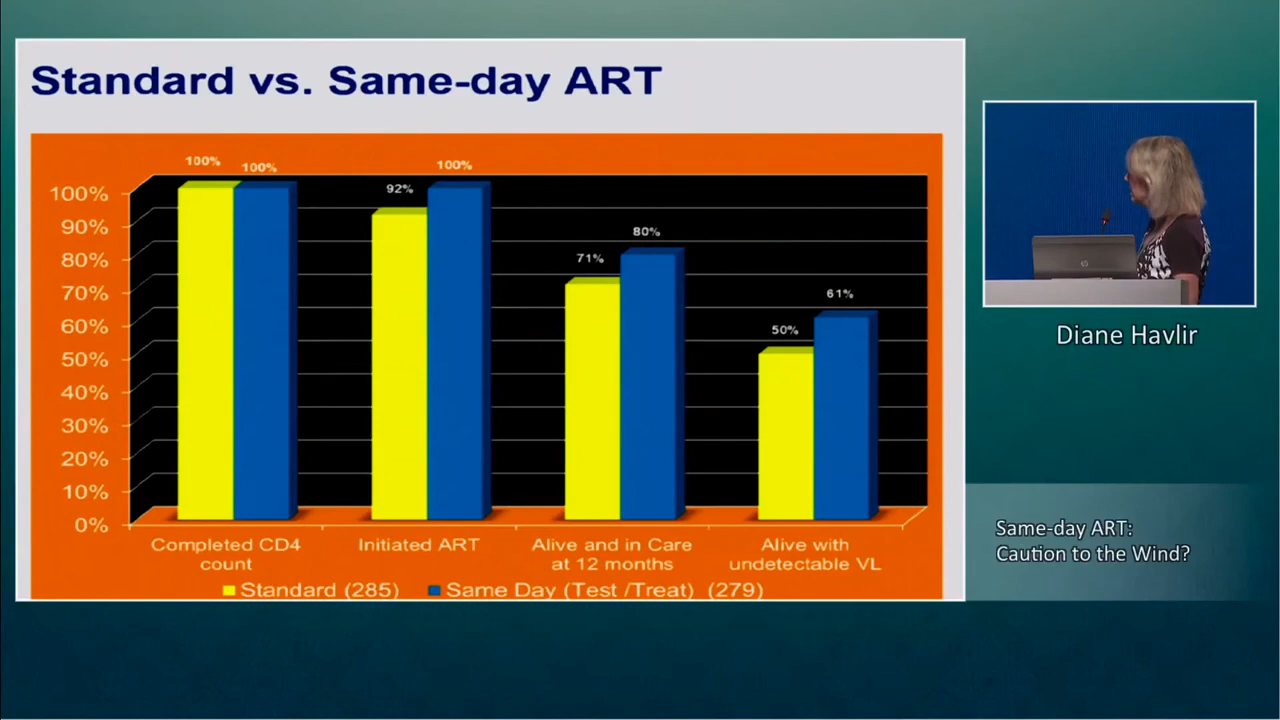 Standard vs. Same-day ART
100%
100%
92%
100%
71%
80%
50%
61%
100%
90%
80%
70%
60%
50%
40%
30%
20%
10%
0%
Completed CD4
count
Initiated ART
Alive and in Care
at 12 months
Alive with
undetectable VL
Standard (285)
Same Day (Test /Treat) (279)
hp
Diane Havlir
Same-day ART:
Caution to the Wind?